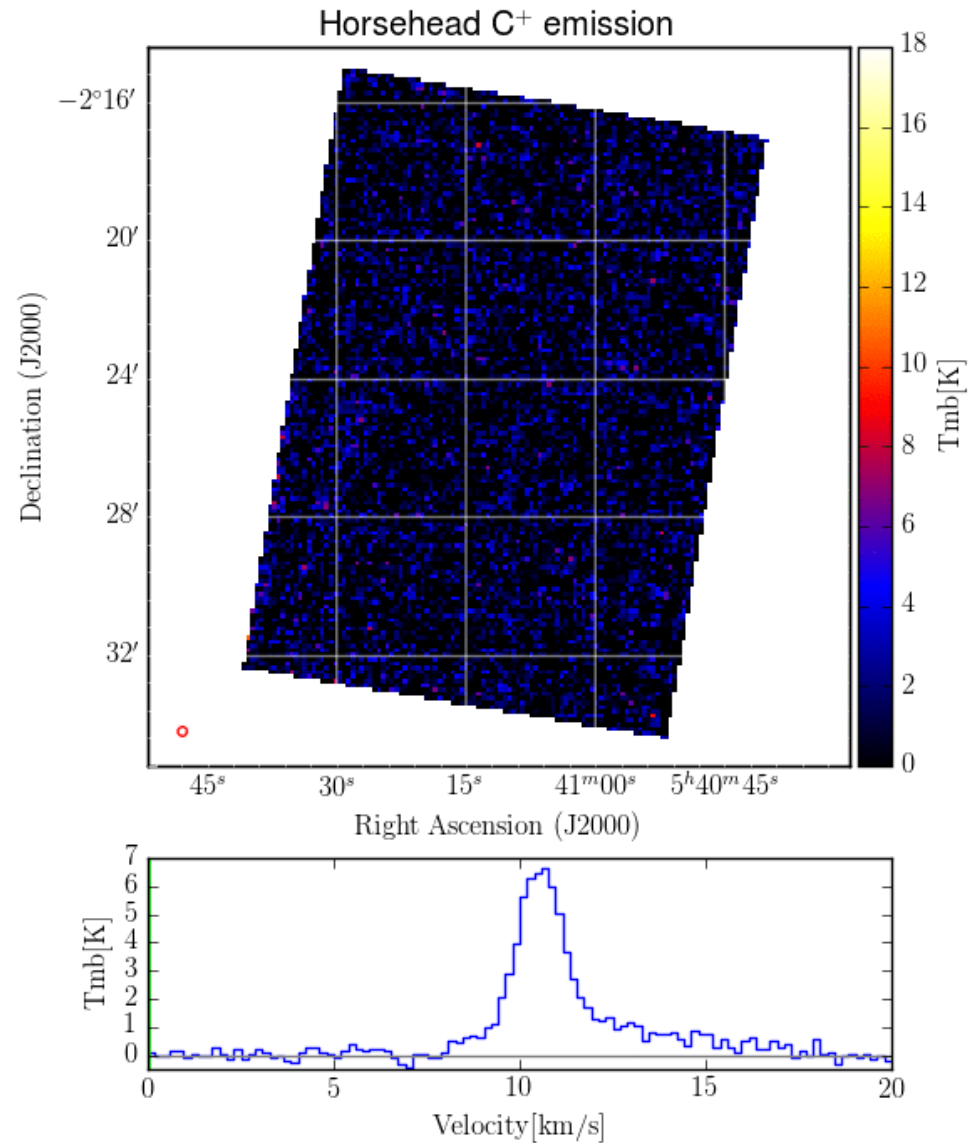 Horsehead C⁺ emission
−2°16′
20′
24′
28′
32′
Declination (J2000)
45ˢ 30ˢ 15ˢ 41ᵐ00ˢ 5ʰ40ᵐ45ˢ
Right Ascension (J2000)
18
16
14
12
10
8
6
4
2
0
Tmb[K]
7
6
5
4
3
2
1
0
Tmb[K]
0 5 10 15 20
Velocity[km/s]